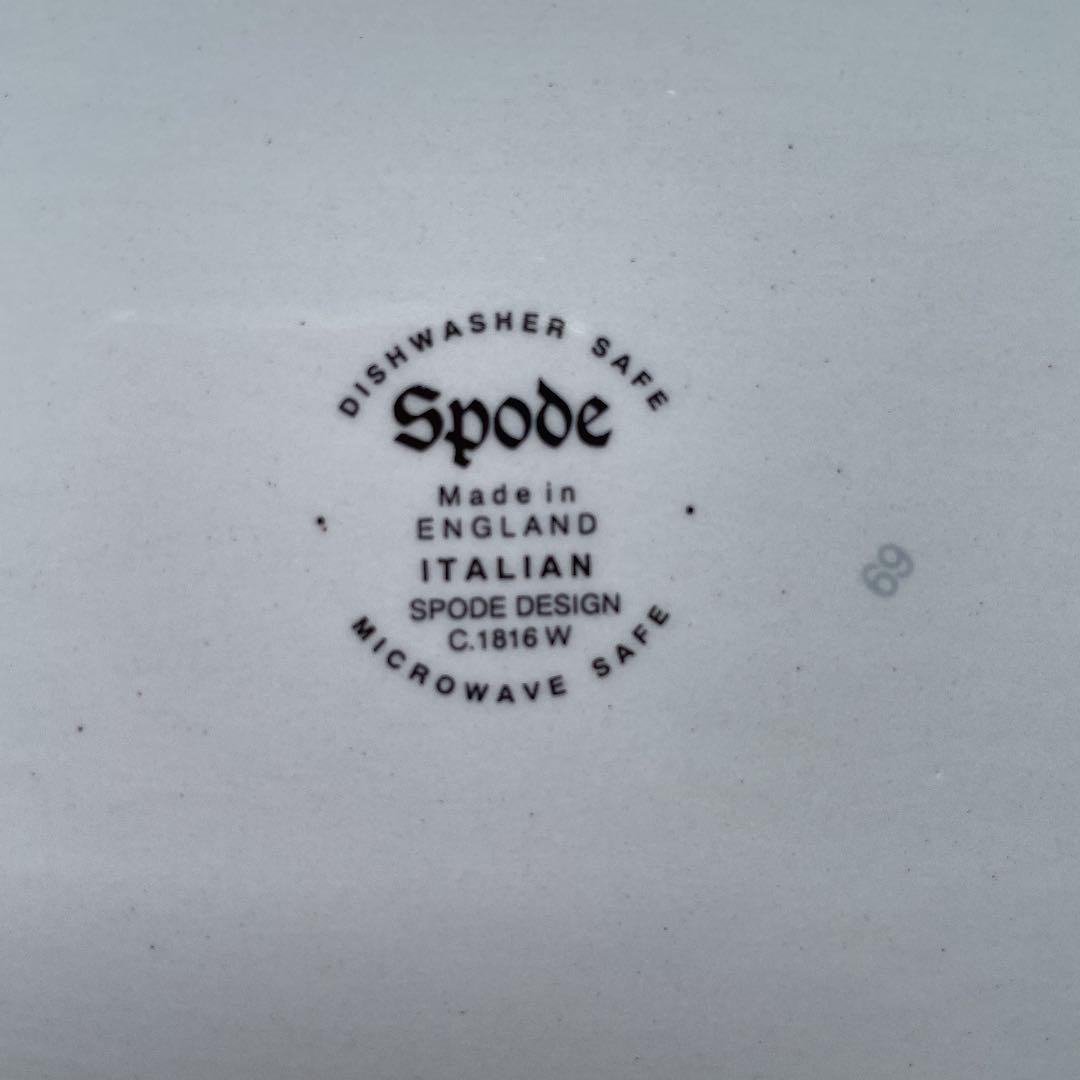 DISHWASHER SAFE
Spode
Made in
ENGLAND
ITALIAN
SPODE DESIGN
C.1816 W
MICROWAVE SAFE
69